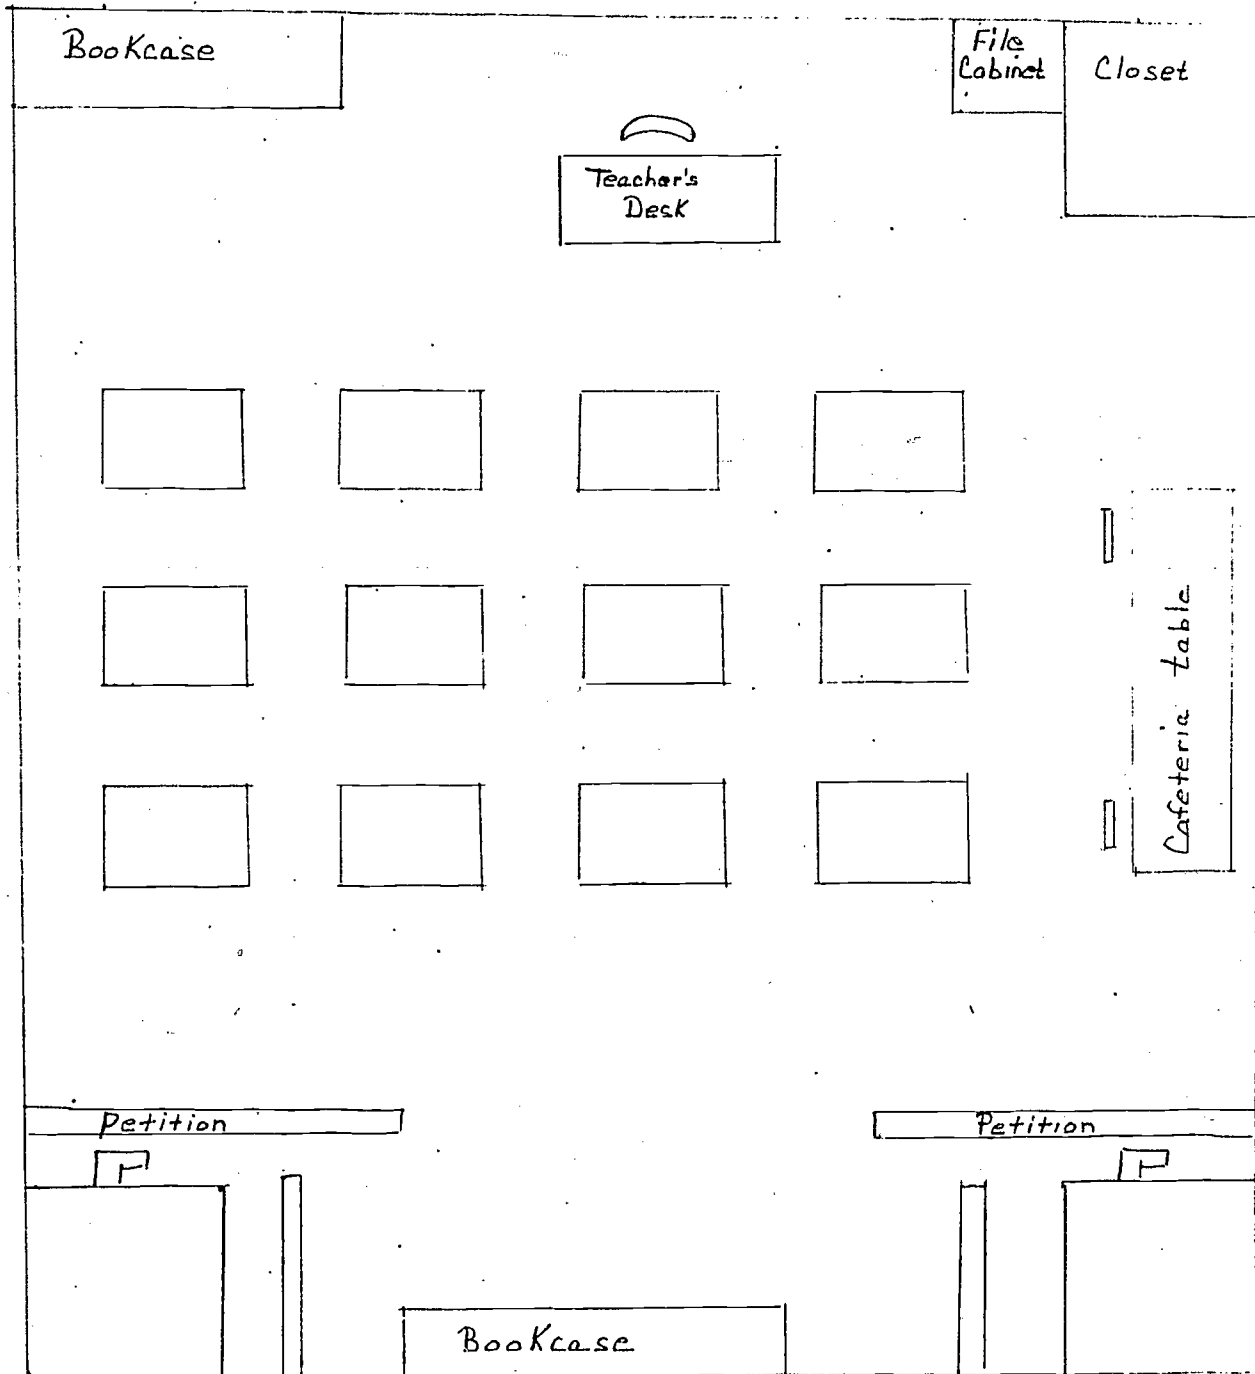 Bookcase
File
Cabinet
Closet
Teacher's
Desk
Cafeteria table
Petition
Petition
Bookcase